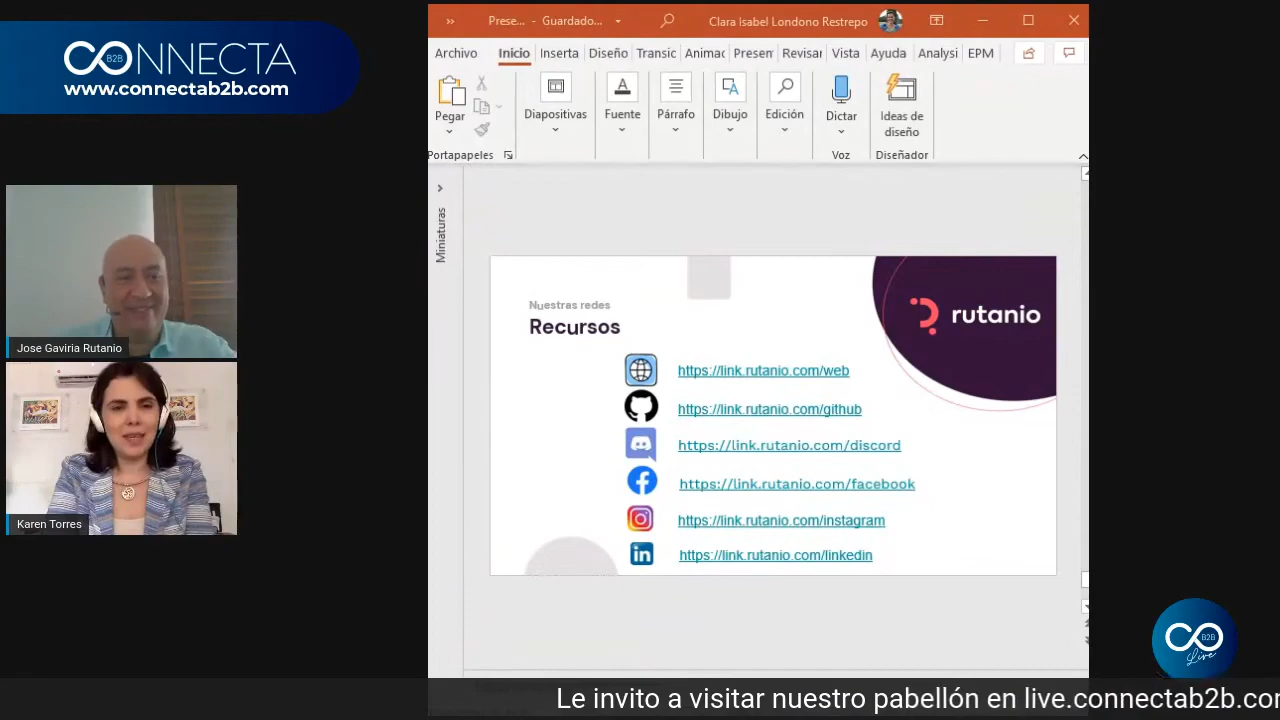 CONNECTA
B2B
www.connectab2b.com
Jose Gaviria Rutanio
Karen Torres
Prese... - Guardado...
Clara Isabel Londono Restrepo
Archivo Inicio Inserta Diseño Transic Animac Presen Revisar Vista Ayuda Analysi EPM
Pegar
Diapositivas
Fuente
Párrafo
Dibujo
Edición
Dictar
Ideas de
diseño
Portapapeles
Voz
Diseñador
Miniaturas
Nuestras redes
Recursos
rutanio
https://link.rutanio.com/web
https://link.rutanio.com/github
https://link.rutanio.com/discord
https://link.rutanio.com/facebook
https://link.rutanio.com/instagram
https://link.rutanio.com/linkedin
B2B
Live
Le invito a visitar nuestro pabellón en live.connectab2b.com